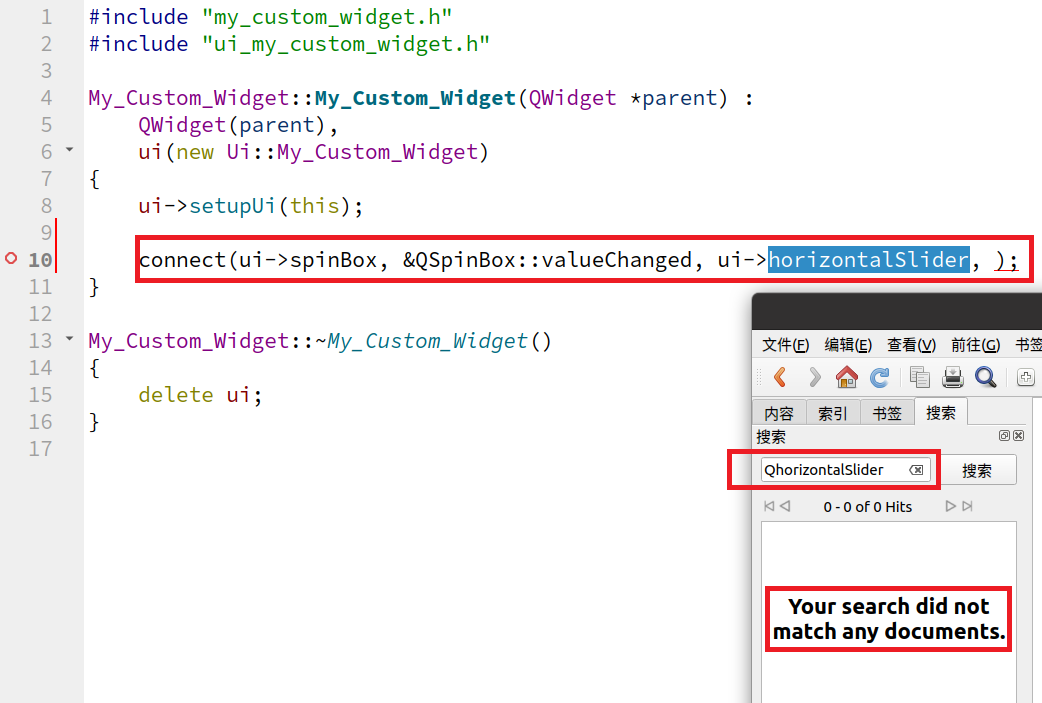 1 #include "my_custom_widget.h"
2 #include "ui_my_custom_widget.h"
3
4 My_Custom_Widget::My_Custom_Widget(QWidget *parent) :
5 QWidget(parent),
6 ui(new Ui::My_Custom_Widget)
7 {
8 ui->setupUi(this);
9
10 connect(ui->spinBox, &QSpinBox::valueChanged, ui->horizontalSlider, );
11 }
12
13 My_Custom_Widget::~My_Custom_Widget()
14 {
15 delete ui;
16 }
17
文件(F) 编辑(E) 查看(V) 前往(G) 书签
内容 索引 书签 搜索
搜索
QhorizontalSlider 搜索
0 - 0 of 0 Hits
Your search did not
match any documents.